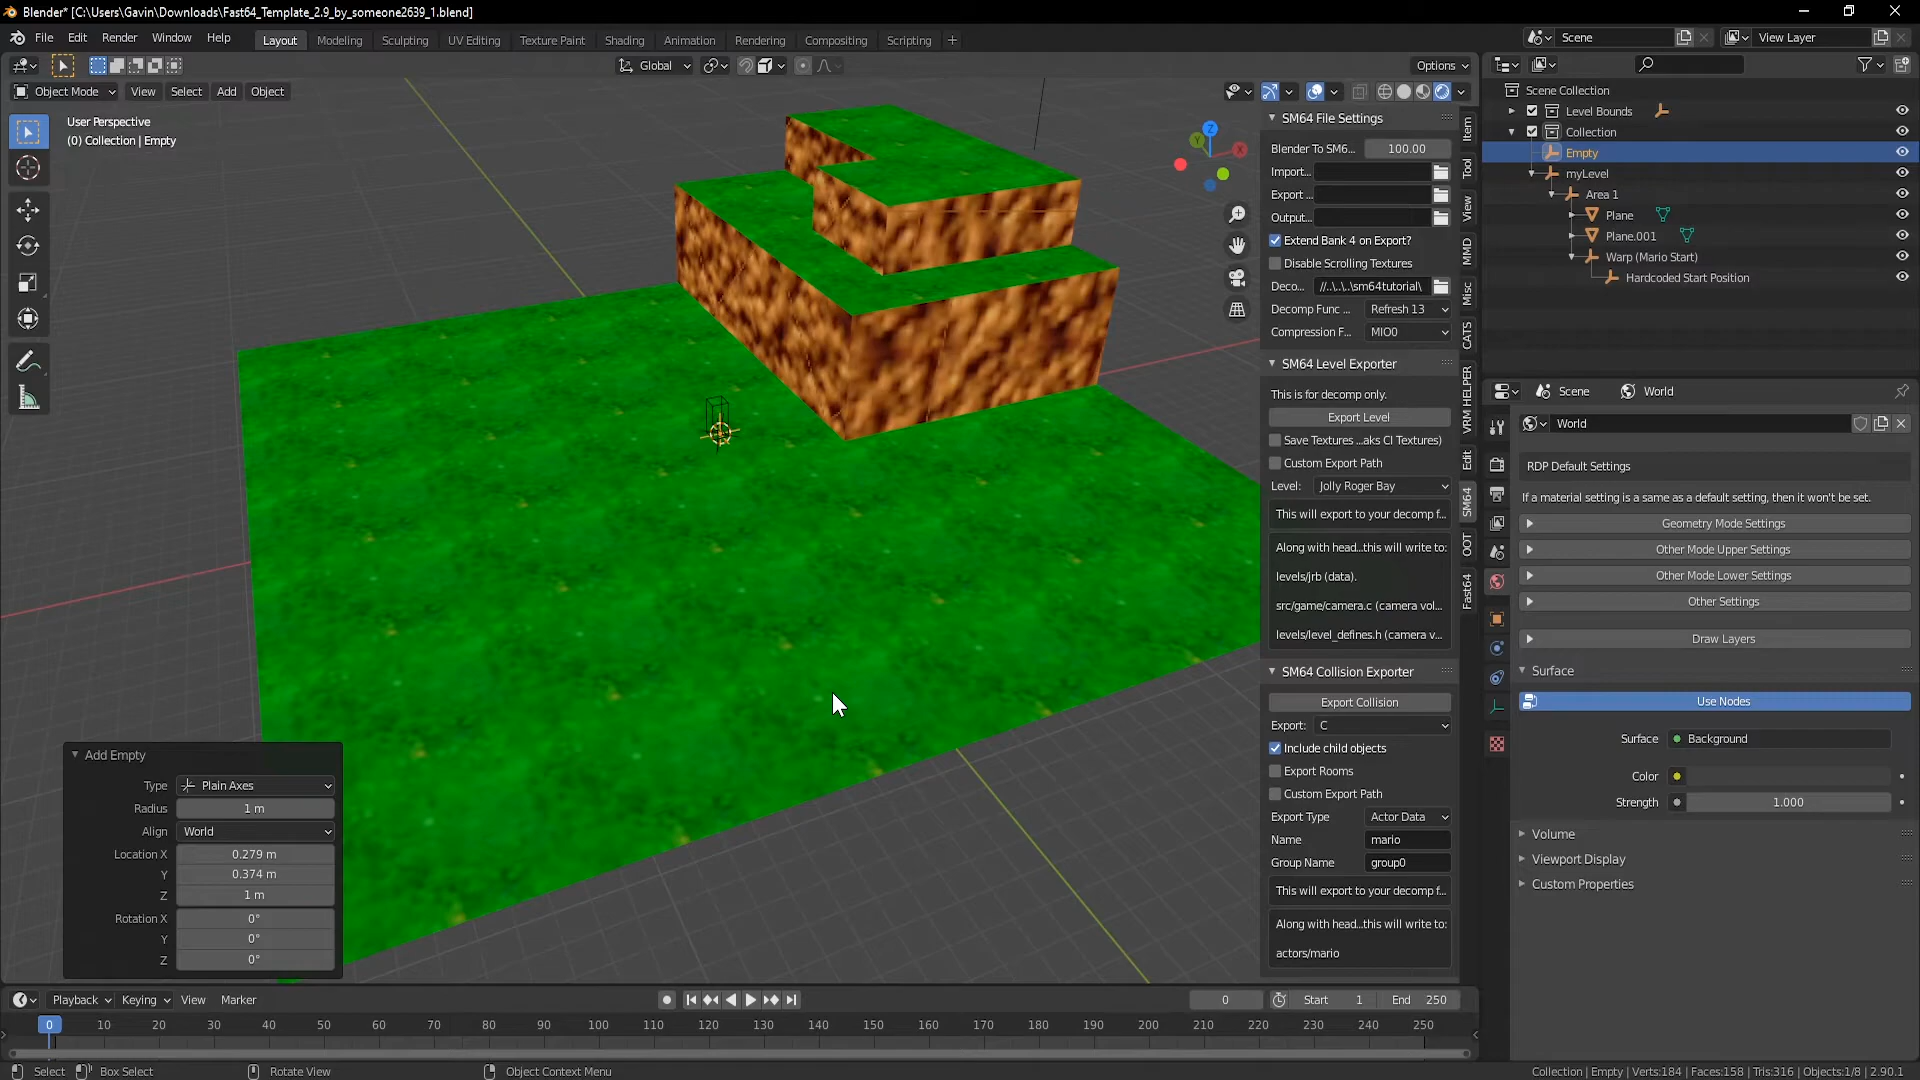 Blender* [C:\Users\Gavin\Downloads\Fast64_Template_2.9_by_someone2639_1.blend]
File Edit Render Window Help
Layout Modeling Sculpting UV Editing Texture Paint Shading Animation Rendering Compositing Scripting +
Scene
View Layer
Global
Options
Object Mode View Select Add Object
User Perspective
(0) Collection | Empty
Z
Y
X
SM64 File Settings
Blender To SM6... 100.00
Import...
Export ...
Output...
Extend Bank 4 on Export?
Disable Scrolling Textures
Deco... //..\..\..\sm64tutorial\
Decomp Func ... Refresh 13
Compression F... MIO0
SM64 Level Exporter
This is for decomp only.
Export Level
Save Textures ...aks CI Textures)
Custom Export Path
Level: Jolly Roger Bay
This will export to your decomp f...
Along with head...this will write to:
levels/jrb (data).
src/game/camera.c (camera vol...
levels/level_defines.h (camera v...
SM64 Collision Exporter
Export Collision
Export: C
Include child objects
Export Rooms
Custom Export Path
Export Type Actor Data
Name mario
Group Name group0
This will export to your decomp f...
Along with head...this will write to:
actors/mario
Item
Tool
View
MMD
Misc
CATS
VRM HELPER
Edit
SM64
OOT
Fast64
Scene Collection
Level Bounds
Collection
Empty
myLevel
Area 1
Plane
Plane.001
Warp (Mario Start)
Hardcoded Start Position
Scene World
World
RDP Default Settings
If a material setting is a same as a default setting, then it won't be set.
Geometry Mode Settings
Other Mode Upper Settings
Other Mode Lower Settings
Other Settings
Draw Layers
Surface
Use Nodes
Surface Background
Color
Strength 1.000
Volume
Viewport Display
Custom Properties
Add Empty
Type Plain Axes
Radius 1 m
Align World
Location X 0.279 m
Y 0.374 m
Z 1 m
Rotation X 0°
Y 0°
Z 0°
Playback Keying View Marker
0 Start 1 End 250
0 10 20 30 40 50 60 70 80 90 100 110 120 130 140 150 160 170 180 190 200 210 220 230 240 250
Select Box Select Rotate View Object Context Menu
Collection | Empty | Verts:184 | Faces:158 | Tris:316 | Objects:1/8 | 2.90.1